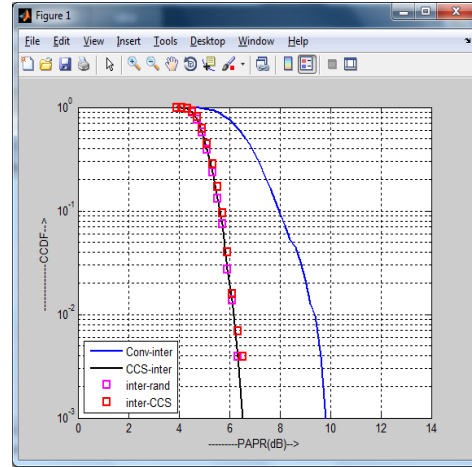 Figure 1
File Edit View Insert Tools Desktop Window Help
10^0
10^-1
10^-2
10^-3
----------------CCDF-->
Conv-inter
CCS-inter
inter-rand
inter-CCS
0 2 4 6 8 10 12 14
---------PAPR(dB)-->